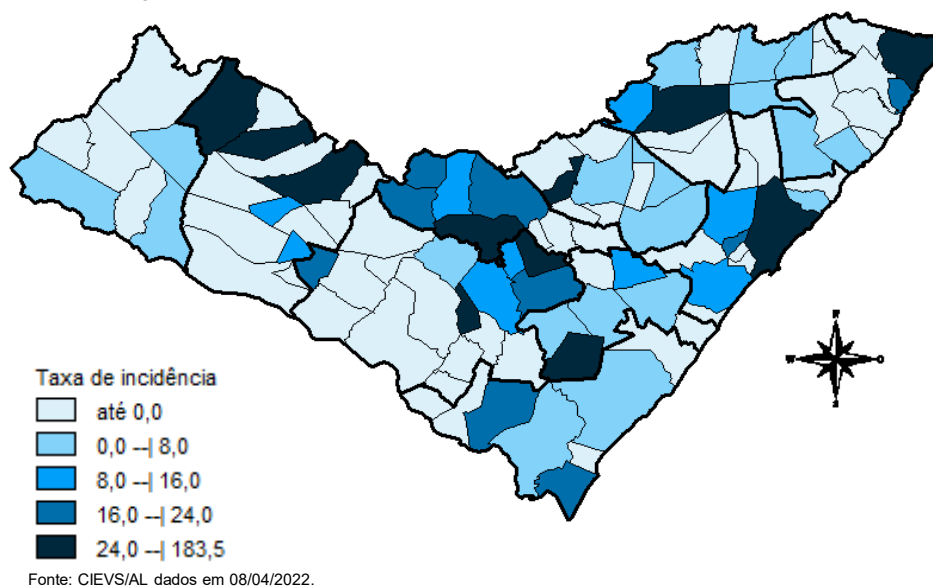 Taxa de incidência
até 0,0
0,0 --| 8,0
8,0 --| 16,0
16,0 --| 24,0
24,0 --| 183,5
Fonte: CIEVS/AL dados em 08/04/2022.